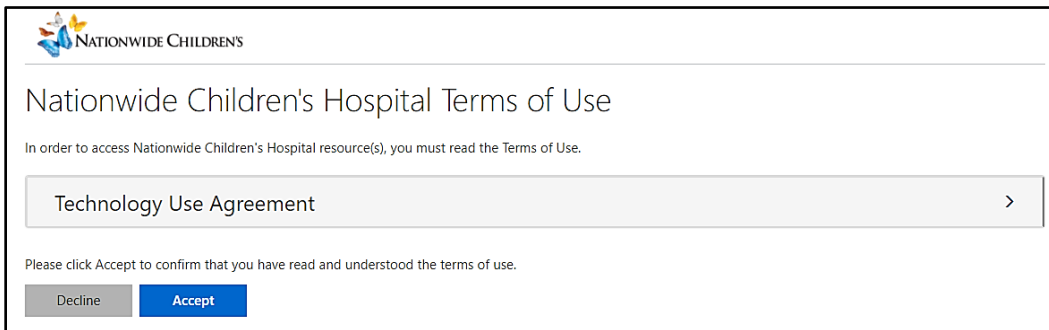 NATIONWIDE CHILDREN'S
Nationwide Children's Hospital Terms of Use
In order to access Nationwide Children's Hospital resource(s), you must read the Terms of Use.
Technology Use Agreement
Please click Accept to confirm that you have read and understood the terms of use.
Decline Accept